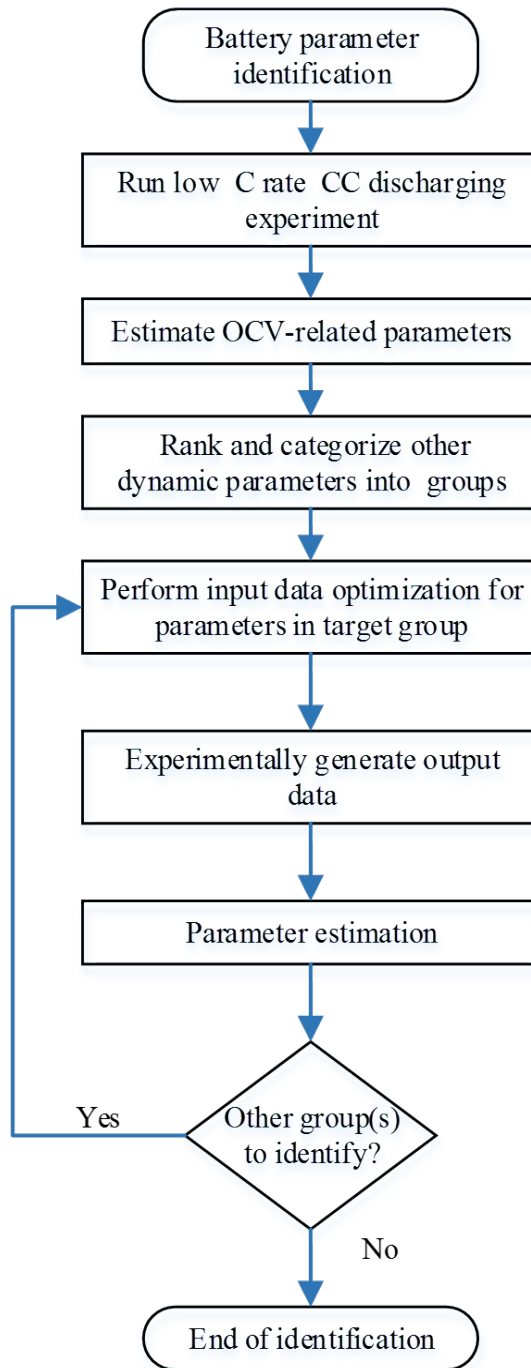 Battery parameter
identification
Run low C rate CC discharging
experiment
Estimate OCV-related parameters
Rank and categorize other
dynamic parameters into groups
Perform input data optimization for
parameters in target group
Experimentally generate output
data
Parameter estimation
Yes
Other group(s)
to identify?
No
End of identification